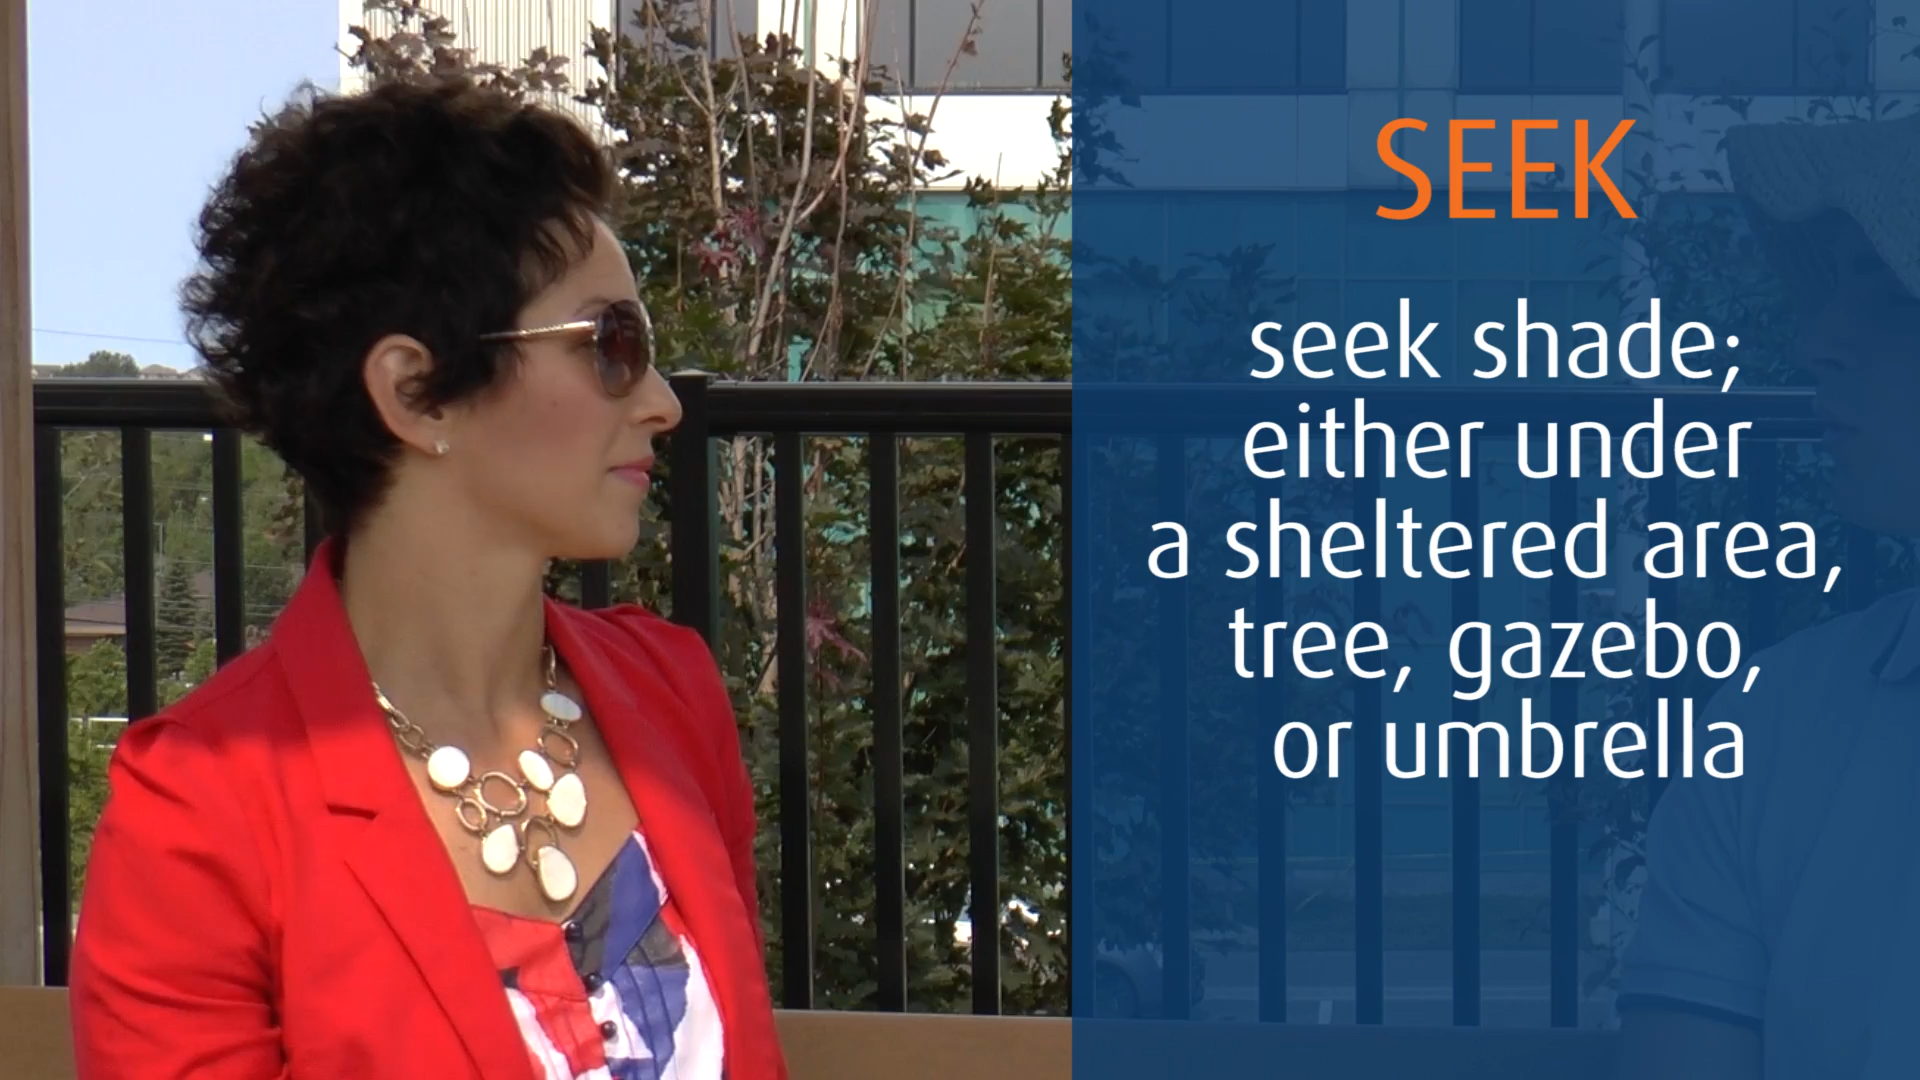 SEEK
seek shade;
either under
a sheltered area,
tree, gazebo,
or umbrella